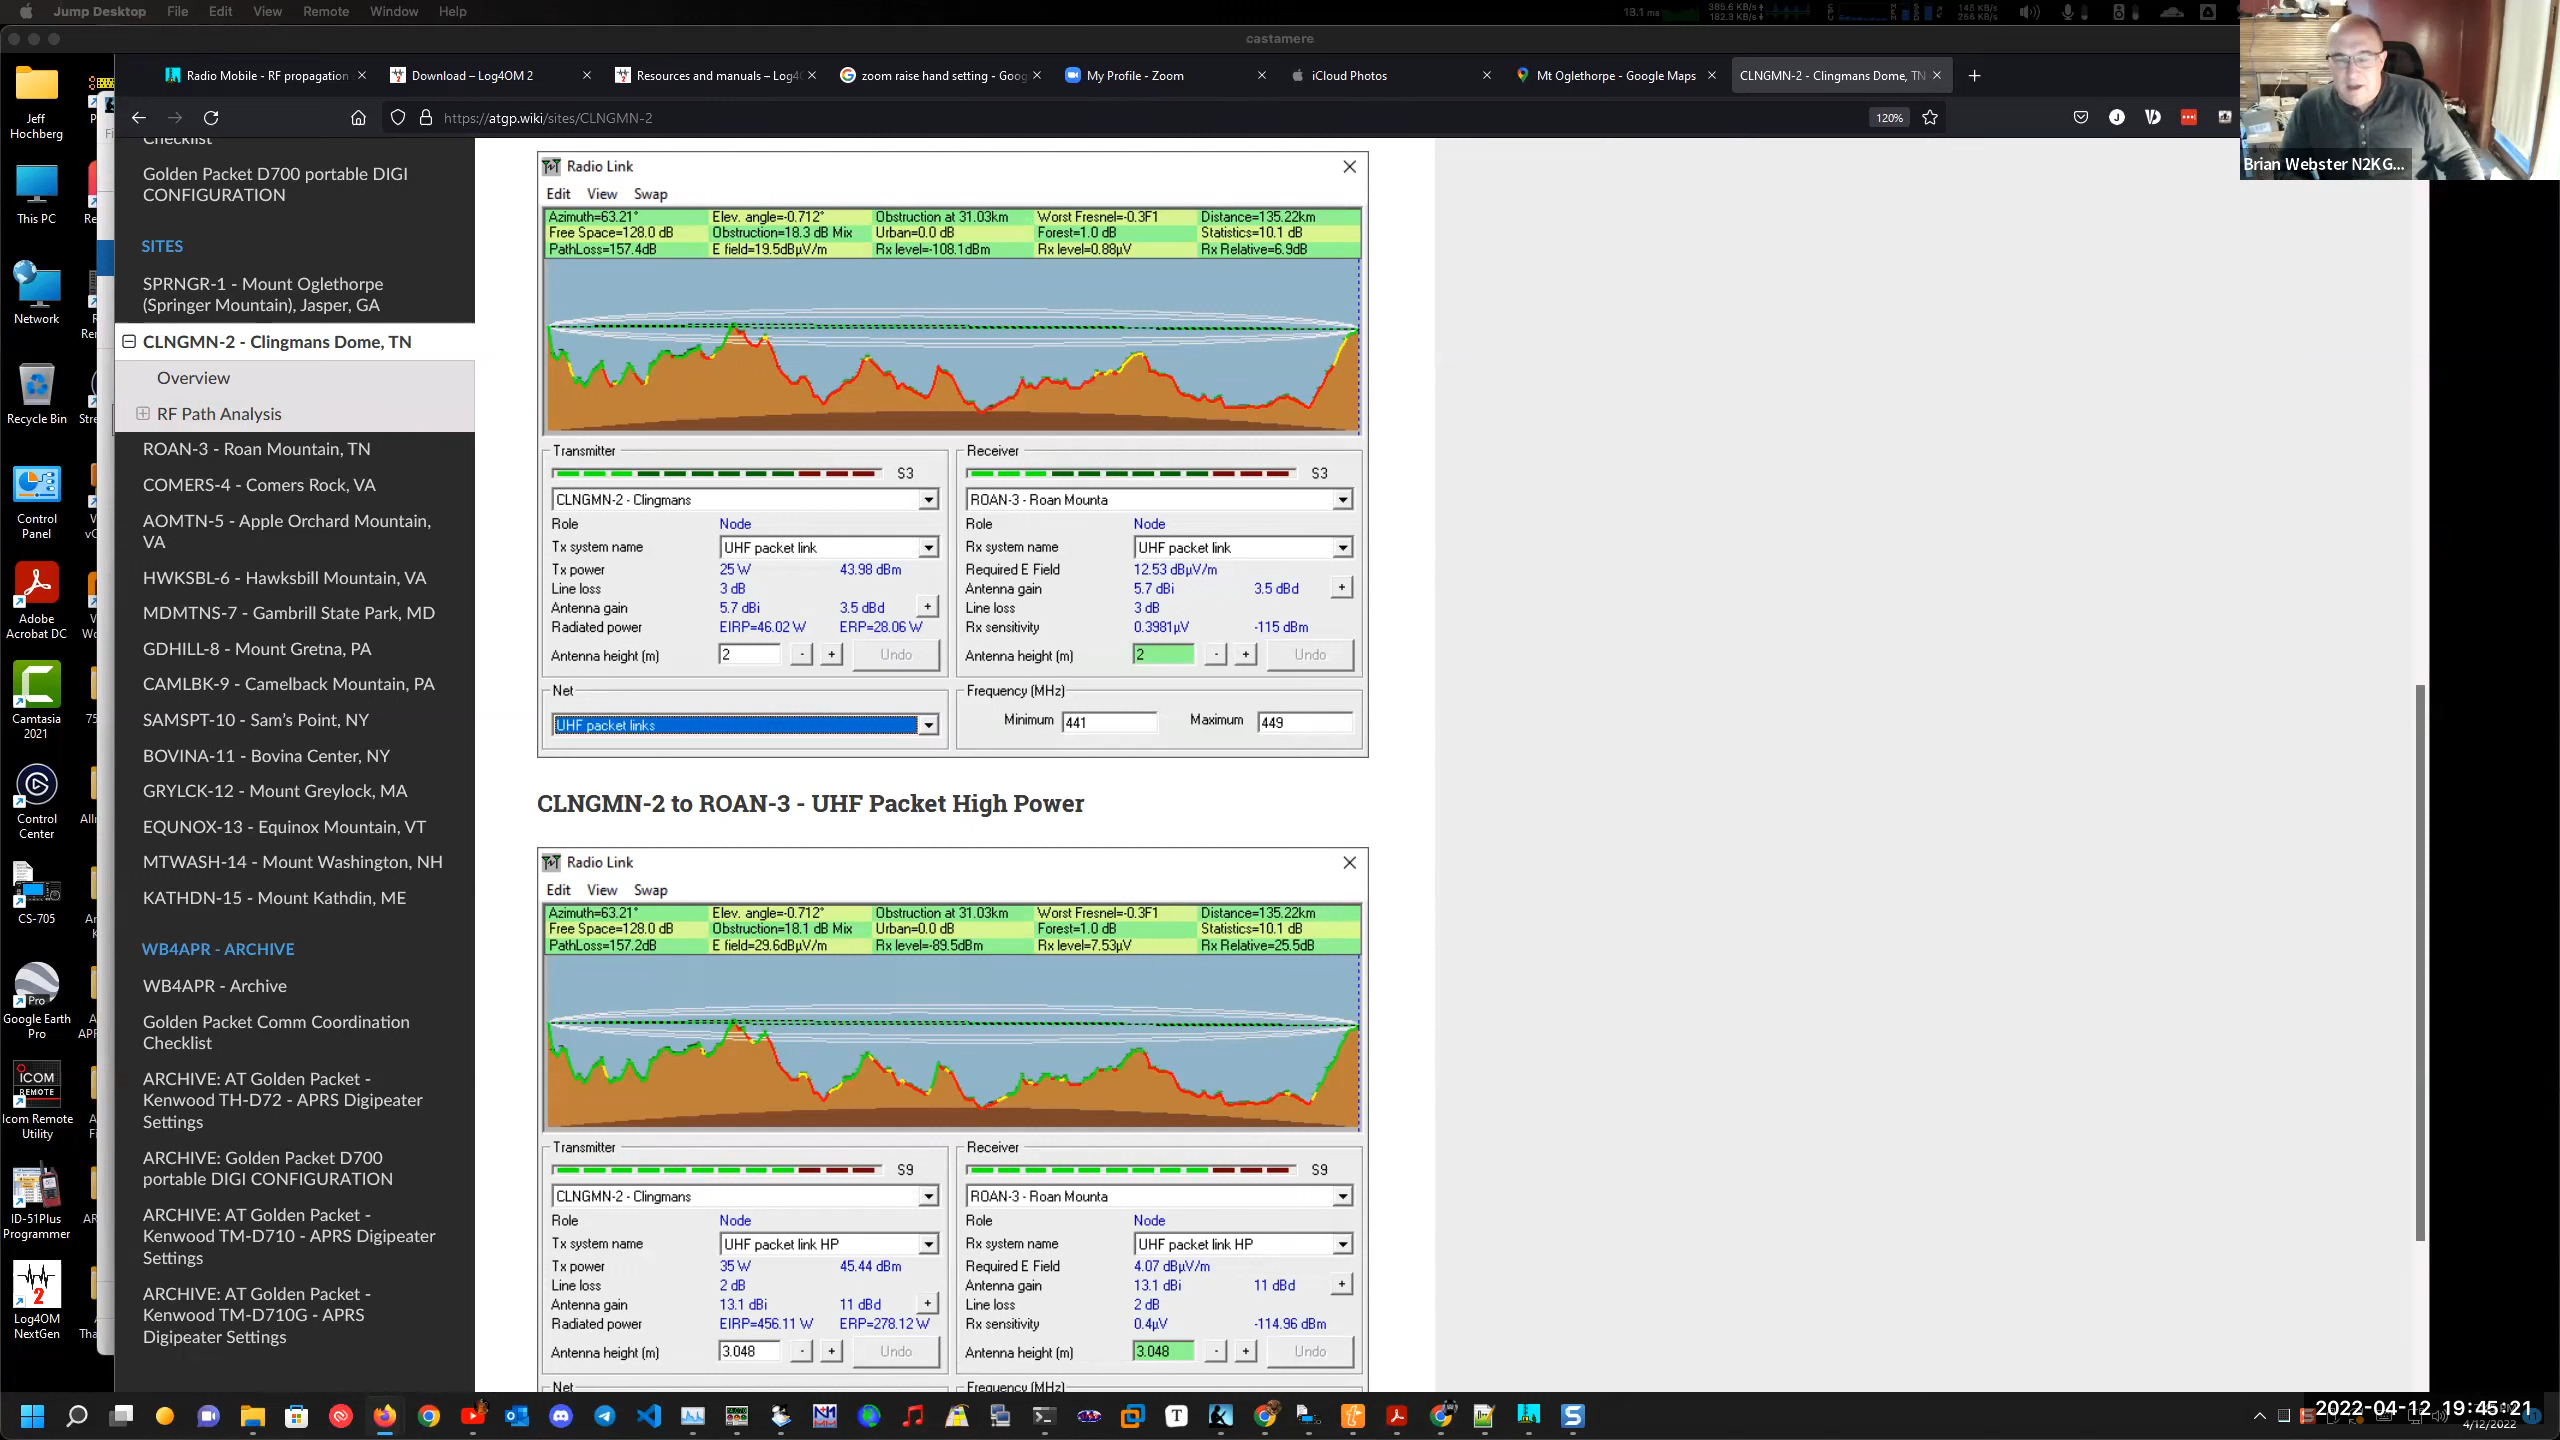 Jump Desktop File Edit View Remote Window Help
castamere
Radio Mobile - RF propagation
Download – Log4OM 2
Resources and manuals – Log4
zoom raise hand setting - Goog
My Profile - Zoom
iCloud Photos
Mt Oglethorpe - Google Maps
CLNGMN-2 - Clingmans Dome, TN
https://atgp.wiki/sites/CLNGMN-2
120%
Brian Webster N2KG...
Jeff
Hochberg
This PC
Network
Recycle Bin
Control
Panel
Adobe
Acrobat DC
Camtasia
2021
Control
Center
CS-705
Google Earth
Pro
Icom Remote
Utility
ID-51Plus
Programmer
Log4OM
NextGen
Checklist
Golden Packet D700 portable DIGI
CONFIGURATION
SITES
SPRNGR-1 - Mount Oglethorpe
(Springer Mountain), Jasper, GA
CLNGMN-2 - Clingmans Dome, TN
Overview
RF Path Analysis
ROAN-3 - Roan Mountain, TN
COMERS-4 - Comers Rock, VA
AOMTN-5 - Apple Orchard Mountain,
VA
HWKSBL-6 - Hawksbill Mountain, VA
MDMTNS-7 - Gambrill State Park, MD
GDHILL-8 - Mount Gretna, PA
CAMLBK-9 - Camelback Mountain, PA
SAMSPT-10 - Sam's Point, NY
BOVINA-11 - Bovina Center, NY
GRYLCK-12 - Mount Greylock, MA
EQUNOX-13 - Equinox Mountain, VT
MTWASH-14 - Mount Washington, NH
KATHDN-15 - Mount Kathdin, ME
WB4APR - ARCHIVE
WB4APR - Archive
Golden Packet Comm Coordination
Checklist
ARCHIVE: AT Golden Packet -
Kenwood TH-D72 - APRS Digipeater
Settings
ARCHIVE: Golden Packet D700
portable DIGI CONFIGURATION
ARCHIVE: AT Golden Packet -
Kenwood TM-D710 - APRS Digipeater
Settings
ARCHIVE: AT Golden Packet -
Kenwood TM-D710G - APRS
Digipeater Settings
Radio Link
Edit View Swap
Azimuth=63.21° Elev. angle=-0.712° Obstruction at 31.03km Worst Fresnel=-0.3F1 Distance=135.22km
Free Space=128.0 dB Obstruction=18.3 dB Mix Urban=0.0 dB Forest=1.0 dB Statistics=10.1 dB
PathLoss=157.4dB E field=19.5dBµV/m Rx level=-108.1dBm Rx level=0.88µV Rx Relative=6.9dB
Transmitter
S3
CLNGMN-2 - Clingmans
Role Node
Tx system name UHF packet link
Tx power 25 W 43.98 dBm
Line loss 3 dB
Antenna gain 5.7 dBi 3.5 dBd +
Radiated power EIRP=46.02 W ERP=28.06 W
Antenna height (m) 2 - + Undo
Net
UHF packet links
Receiver
S3
ROAN-3 - Roan Mounta
Role Node
Rx system name UHF packet link
Required E Field 12.53 dBµV/m
Antenna gain 5.7 dBi 3.5 dBd +
Line loss 3 dB
Rx sensitivity 0.3981µV -115 dBm
Antenna height (m) 2 - + Undo
Frequency (MHz)
Minimum 441 Maximum 449
CLNGMN-2 to ROAN-3 - UHF Packet High Power
Radio Link
Edit View Swap
Azimuth=63.21° Elev. angle=-0.712° Obstruction at 31.03km Worst Fresnel=-0.3F1 Distance=135.22km
Free Space=128.0 dB Obstruction=18.1 dB Mix Urban=0.0 dB Forest=1.0 dB Statistics=10.1 dB
PathLoss=157.2dB E field=29.6dBµV/m Rx level=-89.5dBm Rx level=7.53µV Rx Relative=25.5dB
Transmitter
S9
CLNGMN-2 - Clingmans
Role Node
Tx system name UHF packet link HP
Tx power 35 W 45.44 dBm
Line loss 2 dB
Antenna gain 13.1 dBi 11 dBd +
Radiated power EIRP=456.11 W ERP=278.12 W
Antenna height (m) 3.048 - + Undo
Net
Receiver
S9
ROAN-3 - Roan Mounta
Role Node
Rx system name UHF packet link HP
Required E Field 4.07 dBµV/m
Antenna gain 13.1 dBi 11 dBd +
Line loss 2 dB
Rx sensitivity 0.4µV -114.96 dBm
Antenna height (m) 3.048 - + Undo
Frequency (MHz)
2022-04-12 19:45:21
4/12/2022